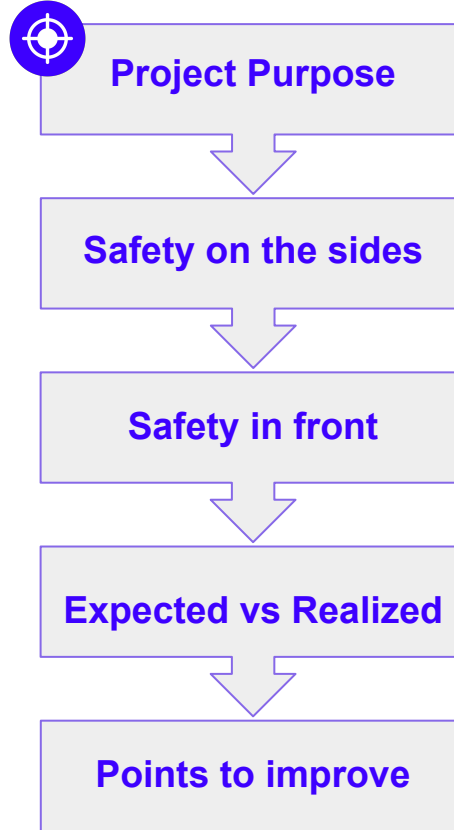 Project Purpose
Safety on the sides
Safety in front
Expected vs Realized
Points to improve